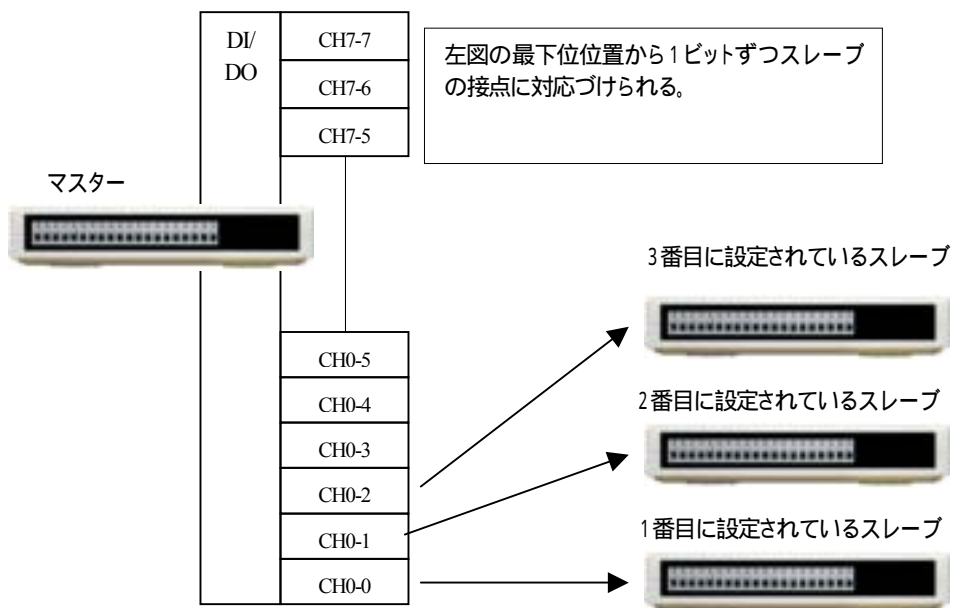 DI/
DO
CH7-7
CH7-6
CH7-5
左図の最下位位置から1ビットずつスレーブ
の接点に対応づけられる。
マスター
3番目に設定されているスレーブ
CH0-5
CH0-4
CH0-3
CH0-2
CH0-1
CH0-0
2番目に設定されているスレーブ
1番目に設定されているスレーブ